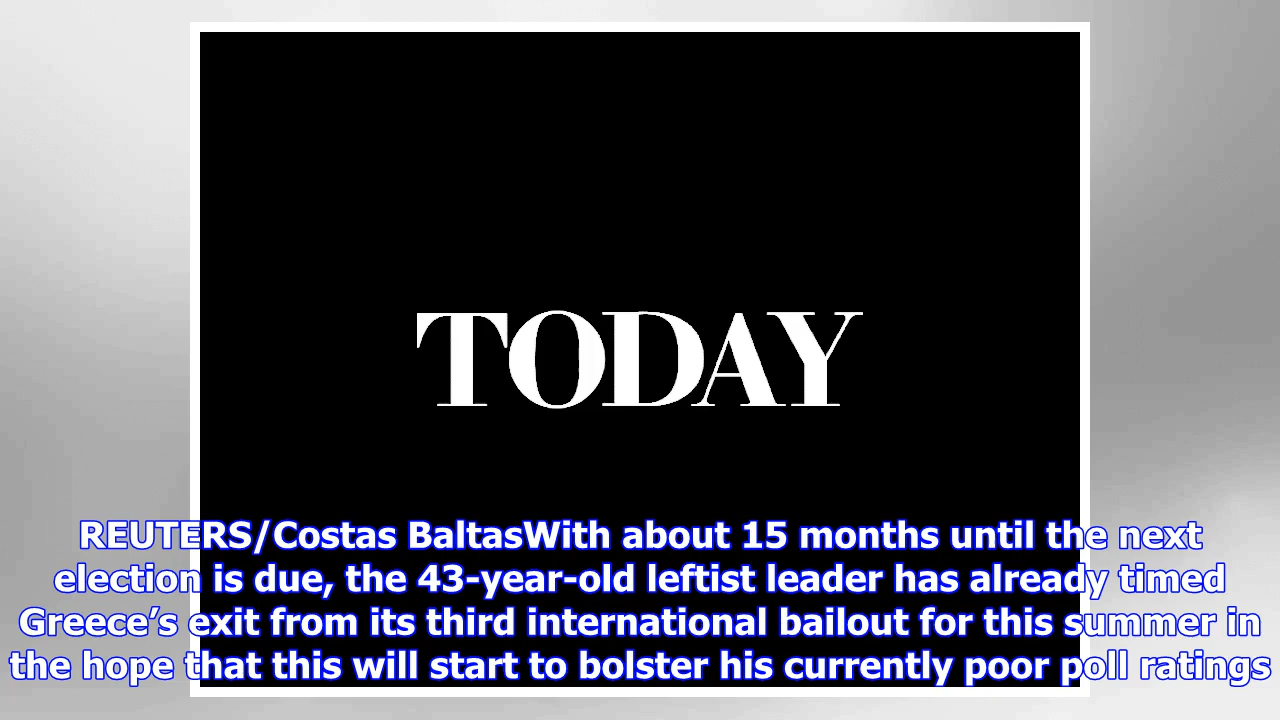 TODAY
REUTERS/Costas BaltasWith about 15 months until the next
election is due, the 43-year-old leftist leader has already timed
Greece’s exit from its third international bailout for this summer in
the hope that this will start to bolster his currently poor poll ratings